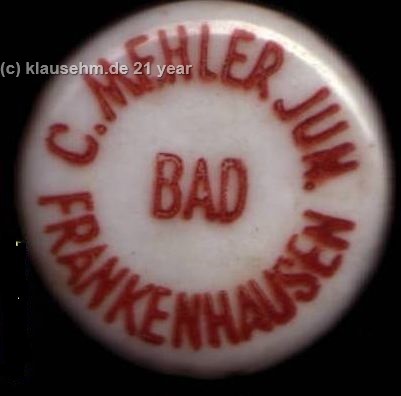 (c) klausehm.de 21 year
C. MEHLER JUN.
BAD
FRANKENHAUSEN